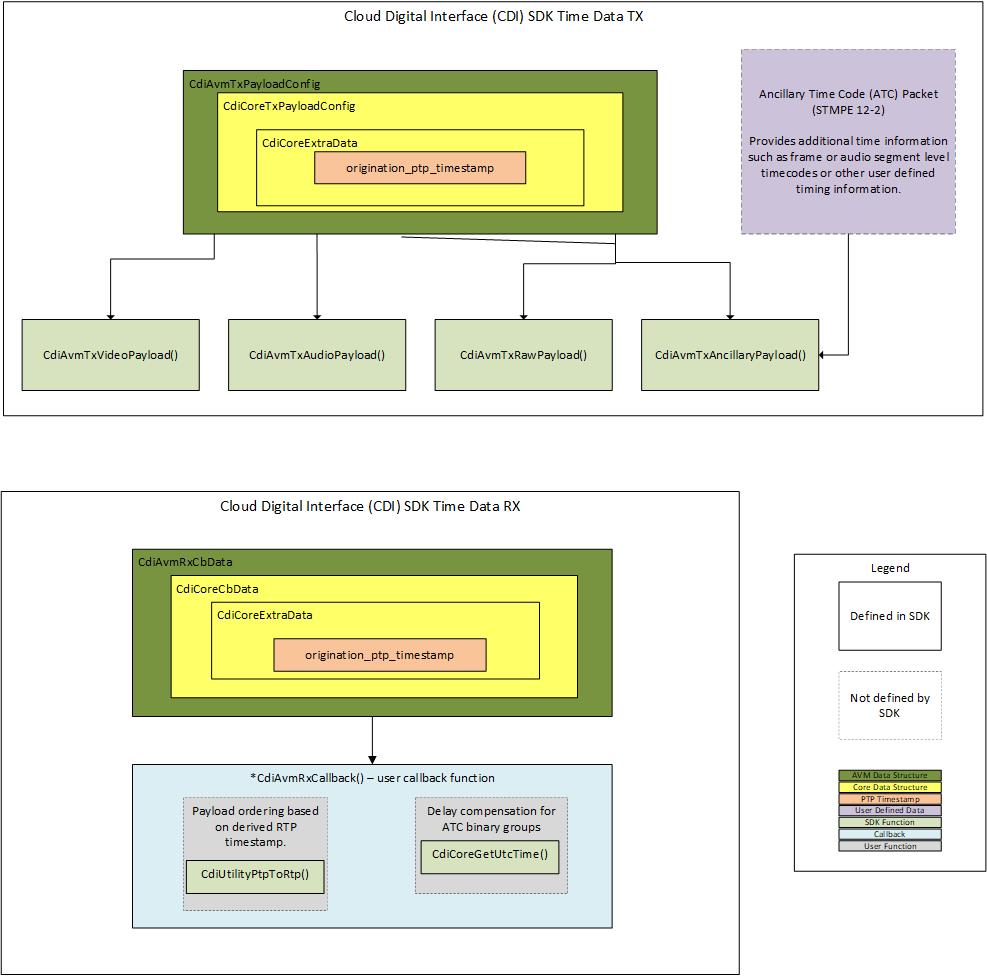 Cloud Digital Interface (CDI) SDK Time Data TX
CdiAvmTxPayloadConfig
CdiCoreTxPayloadConfig
CdiCoreExtraData
origination_ptp_timestamp
Ancillary Time Code (ATC) Packet
(STMPE 12-2)
Provides additional time information
such as frame or audio segment level
timecodes or other user defined
timing information.
CdiAvmTxVideoPayload()
CdiAvmTxAudioPayload()
CdiAvmTxRawPayload()
CdiAvmTxAncillaryPayload()
Cloud Digital Interface (CDI) SDK Time Data RX
CdiAvmRxCbData
CdiCoreCbData
CdiCoreExtraData
origination_ptp_timestamp
*CdiAvmRxCallback() – user callback function
Payload ordering based
on derived RTP
timestamp.
CdiUtilityPtpToRtp()
Delay compensation for
ATC binary groups
CdiCoreGetUtcTime()
Legend
Defined in SDK
Not defined by
SDK
AVM Data Structure
Core Data Structure
PTP Timestamp
User Defined Data
SDK Function
Callback
User Function